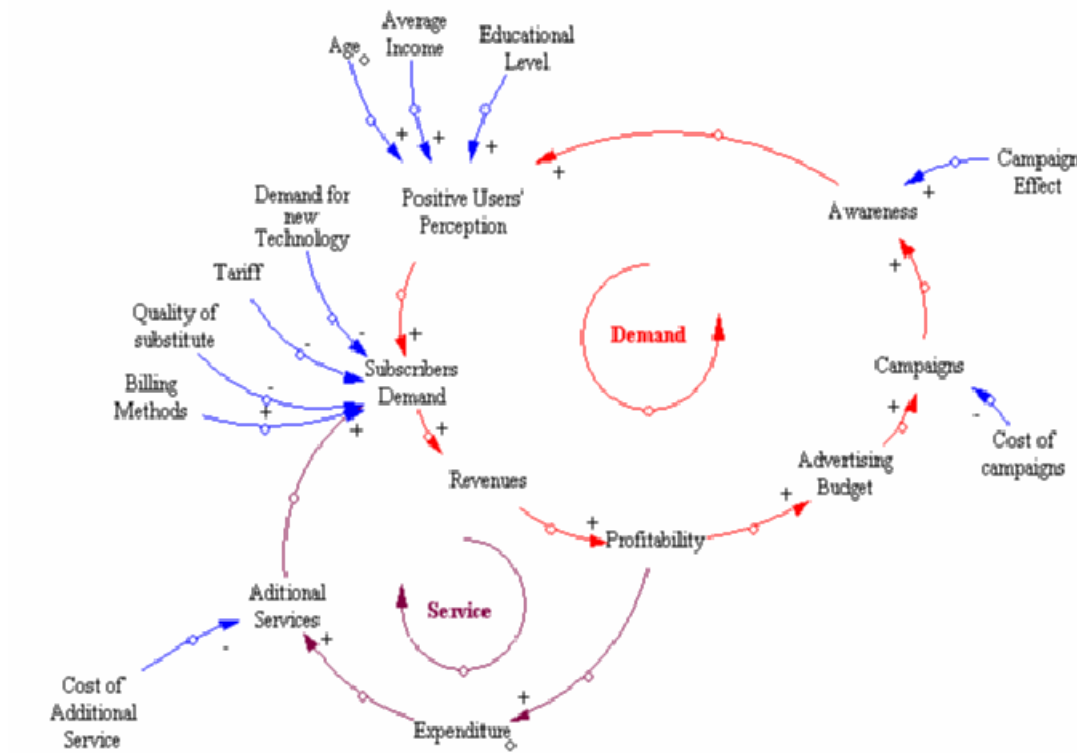 Average
Income
Age
Educational
Level
Campaign
Effect
Awareness
Positive Users'
Perception
Demand for
new
Technology
Tariff
Quality of
substitute
Billing
Methods
Subscribers
Demand
Demand
Campaigns
Cost of
campaigns
Advertising
Budget
Revenues
Profitability
Aditional
Services
Service
Cost of
Additional
Service
Expenditure